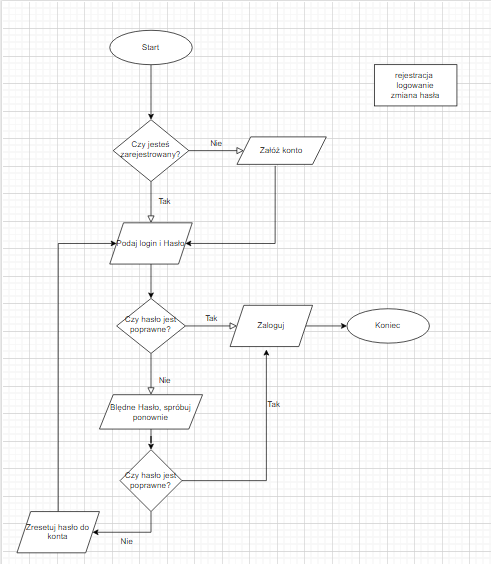 Start
rejestracja
logowanie
zmiana hasła
Czy jesteś
zarejestrowany?
Nie
Załóż konto
Tak
Podaj login i Hasło
Czy hasło jest
poprawne?
Tak
Zaloguj
Koniec
Nie
Błędne Hasło, spróbuj
ponownie
Tak
Czy hasło jest
poprawne?
Zresetuj hasło do
konta
Nie